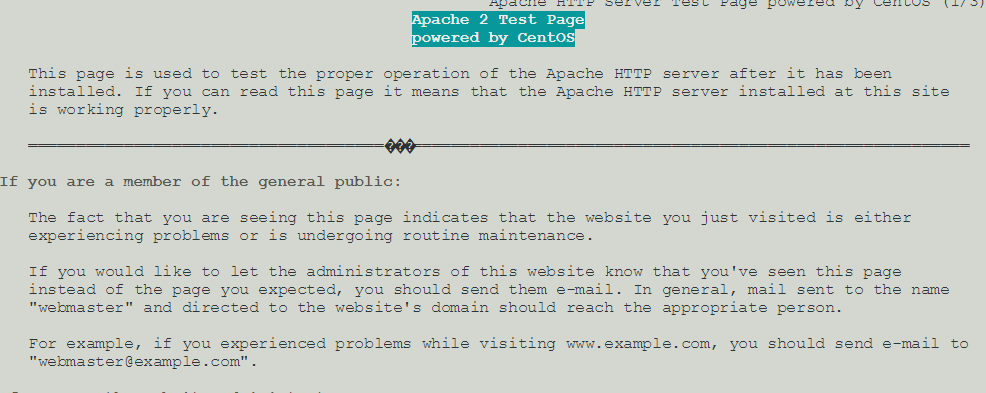 Apache HTTP Server Test Page powered by CentOS (1/3)
Apache 2 Test Page
powered by CentOS
This page is used to test the proper operation of the Apache HTTP server after it has been
installed. If you can read this page it means that the Apache HTTP server installed at this site
is working properly.
���
If you are a member of the general public:
The fact that you are seeing this page indicates that the website you just visited is either
experiencing problems or is undergoing routine maintenance.
If you would like to let the administrators of this website know that you've seen this page
instead of the page you expected, you should send them e-mail. In general, mail sent to the name
"webmaster" and directed to the website's domain should reach the appropriate person.
For example, if you experienced problems while visiting www.example.com, you should send e-mail to
"webmaster@example.com".